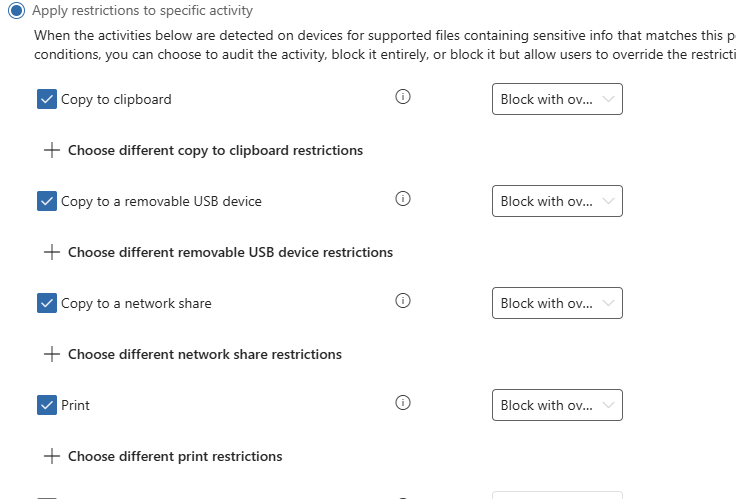 Apply restrictions to specific activity
When the activities below are detected on devices for supported files containing sensitive info that matches this p
conditions, you can choose to audit the activity, block it entirely, or block it but allow users to override the restricti
Copy to clipboard
Block with ov...
Choose different copy to clipboard restrictions
Copy to a removable USB device
Block with ov...
Choose different removable USB device restrictions
Copy to a network share
Block with ov...
Choose different network share restrictions
Print
Block with ov...
Choose different print restrictions